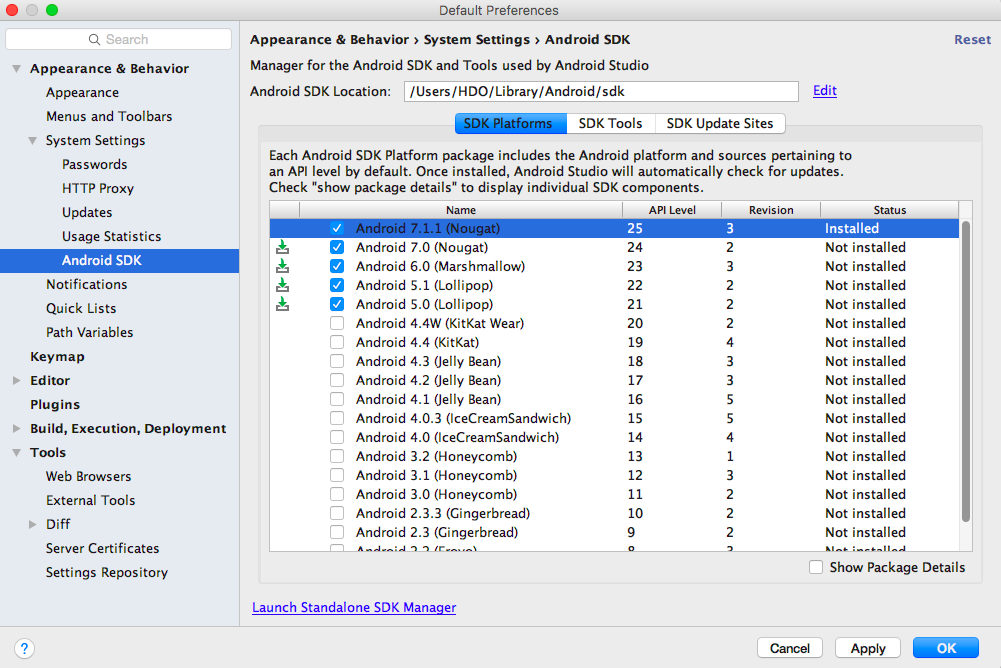 Default Preferences
Search
Appearance & Behavior
Appearance
Menus and Toolbars
System Settings
Passwords
HTTP Proxy
Updates
Usage Statistics
Android SDK
Notifications
Quick Lists
Path Variables
Keymap
Editor
Plugins
Build, Execution, Deployment
Tools
Web Browsers
External Tools
Diff
Server Certificates
Settings Repository
Appearance & Behavior › System Settings › Android SDK Reset
Manager for the Android SDK and Tools used by Android Studio
Android SDK Location: /Users/HDO/Library/Android/sdk Edit
SDK Platforms SDK Tools SDK Update Sites
Each Android SDK Platform package includes the Android platform and sources pertaining to
an API level by default. Once installed, Android Studio will automatically check for updates.
Check "show package details" to display individual SDK components.
Name API Level Revision Status
Android 7.1.1 (Nougat) 25 3 Installed
Android 7.0 (Nougat) 24 2 Not installed
Android 6.0 (Marshmallow) 23 3 Not installed
Android 5.1 (Lollipop) 22 2 Not installed
Android 5.0 (Lollipop) 21 2 Not installed
Android 4.4W (KitKat Wear) 20 2 Not installed
Android 4.4 (KitKat) 19 4 Not installed
Android 4.3 (Jelly Bean) 18 3 Not installed
Android 4.2 (Jelly Bean) 17 3 Not installed
Android 4.1 (Jelly Bean) 16 5 Not installed
Android 4.0.3 (IceCreamSandwich) 15 5 Not installed
Android 4.0 (IceCreamSandwich) 14 4 Not installed
Android 3.2 (Honeycomb) 13 1 Not installed
Android 3.1 (Honeycomb) 12 3 Not installed
Android 3.0 (Honeycomb) 11 2 Not installed
Android 2.3.3 (Gingerbread) 10 2 Not installed
Android 2.3 (Gingerbread) 9 2 Not installed
Android 2.2 (Froyo) 8 3 Not installed
Show Package Details
Launch Standalone SDK Manager
? Cancel Apply OK